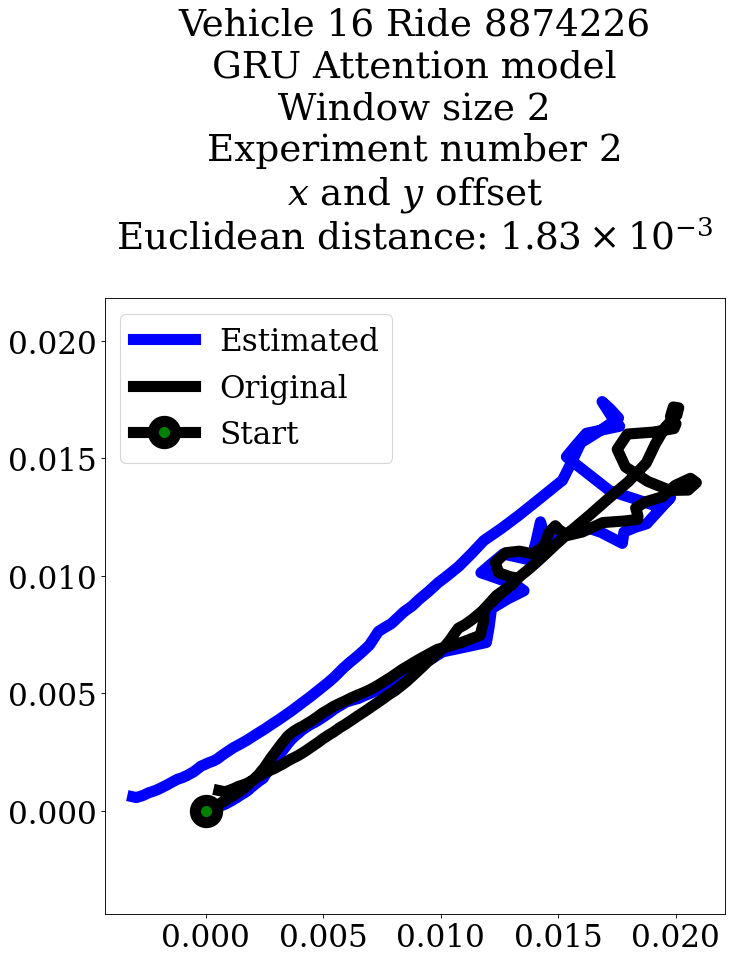 Vehicle 16 Ride 8874226
GRU Attention model
Window size 2
Experiment number 2
x and y offset
Euclidean distance: 1.83 × 10⁻³
Estimated
Original
Start
0.020
0.015
0.010
0.005
0.000
0.000 0.005 0.010 0.015 0.020